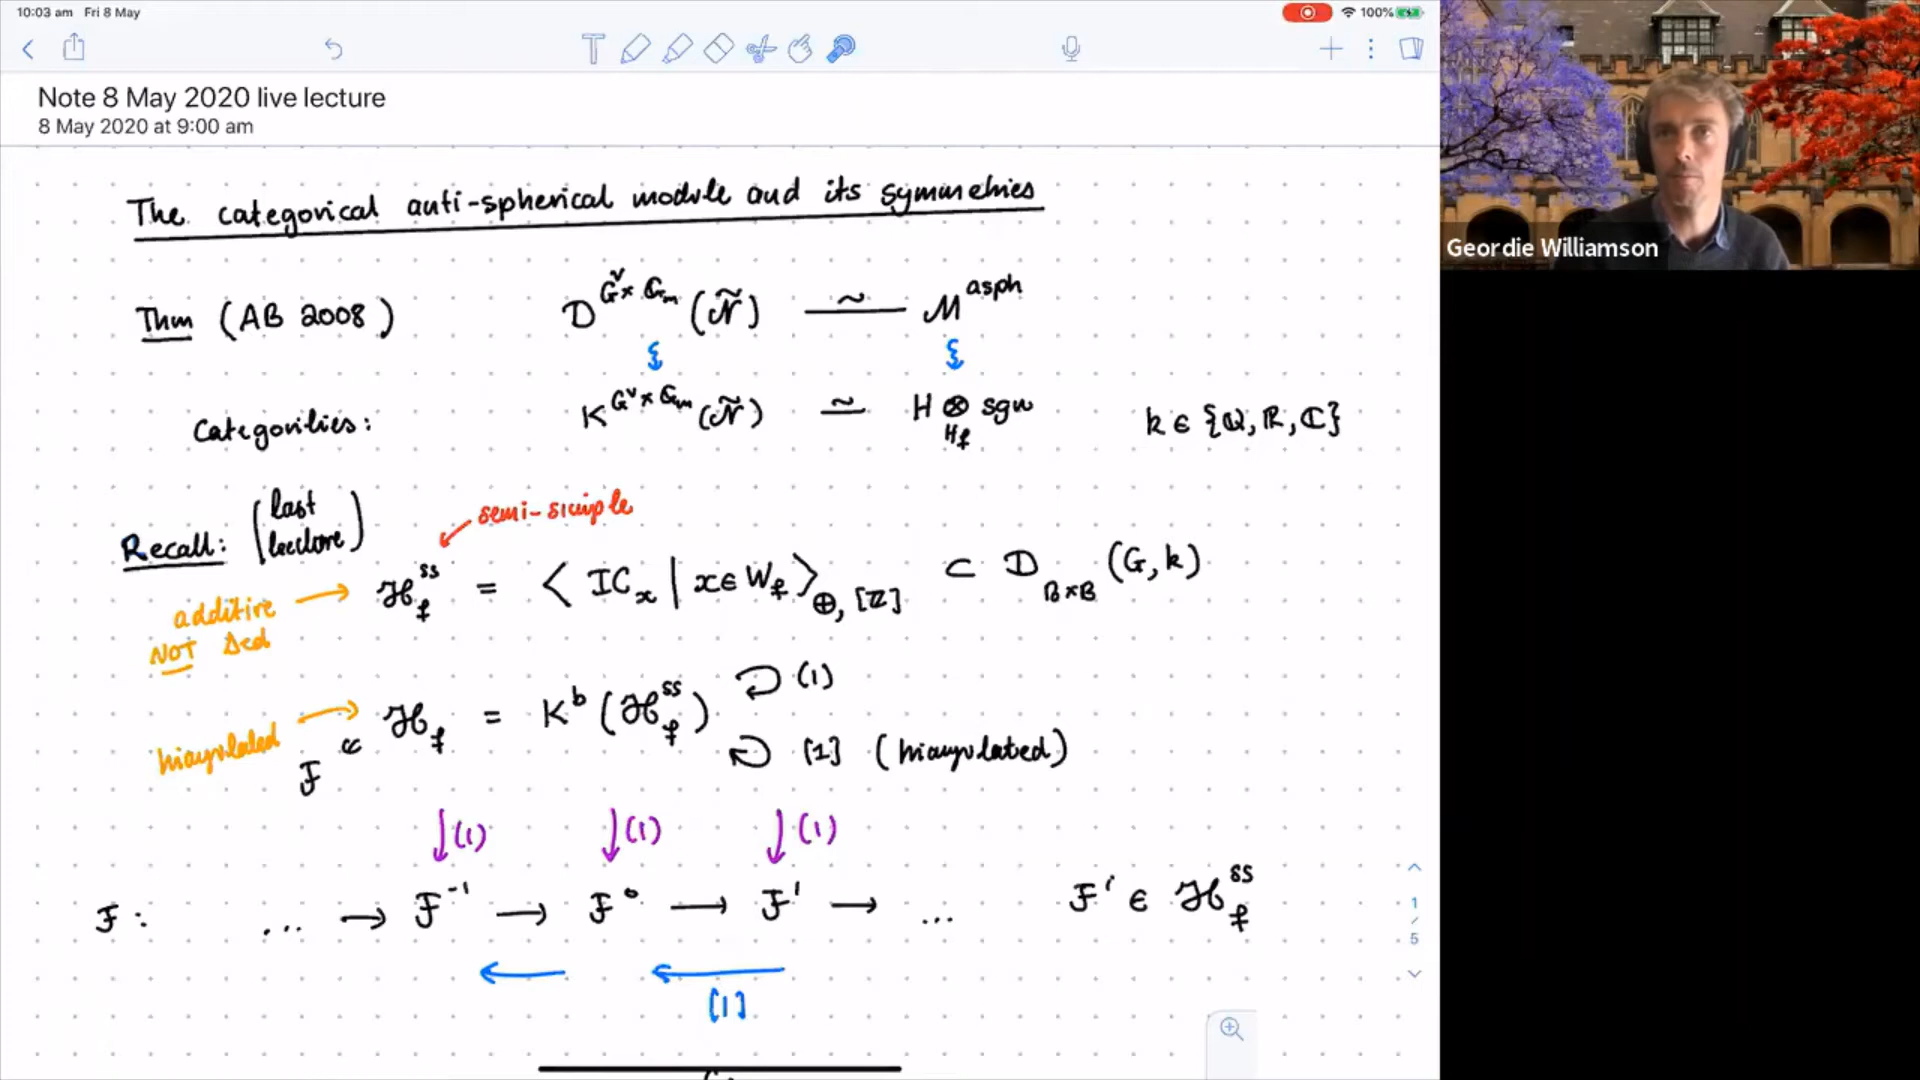 10:03 am Fri 8 May
100%
Note 8 May 2020 live lecture
8 May 2020 at 9:00 am
Geordie Williamson
The categorical anti-spherical module and its symmetries
Thm (AB 2008) D^{G^∨×G_m}(Ñ) ~ M^{asph}
Categorifies: K^{G^∨×G_m}(Ñ) ≃ H ⊗_{H_f} sgn k ∈ {Q, R, C}
Recall: (last lecture)
semi-simple
additive NOT Δed → ℋ_f^{ss} = ⟨ IC_x | x ∈ W_f ⟩_{⊕,[ℤ]} ⊂ D_{B×B}(G, k)
triangulated → ℋ_f = K^b(ℋ_f^{ss}) (1)
F ∈ [1] (triangulated)
↓(1) ↓(1) ↓(1)
F : ... → F^{-1} → F^0 → F^1 → ... F^i ∈ ℋ_f^{ss}
← ←
[1]
1
5